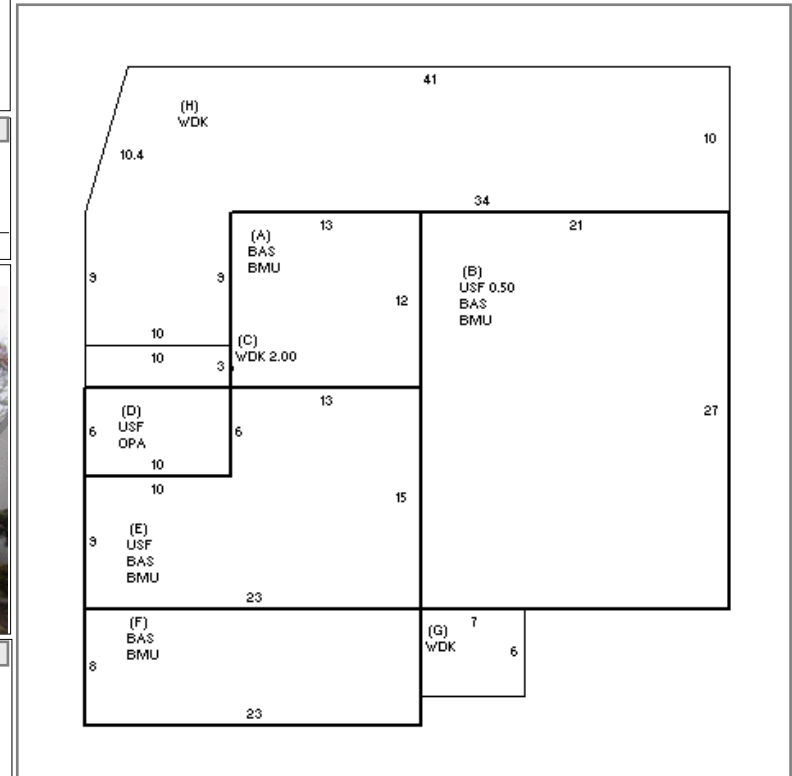 41
(H)
WDK
10
10.4
34
13
21
(A)
BAS
BMU
(B)
USF 0.50
BAS
BMU
9
9
12
10
(C)
WDK 2.00
10
3
13
(D)
USF
OPA
27
6
6
10
10
15
(E)
USF
BAS
BMU
9
23
(F)
BAS
BMU
7
(G)
WDK
6
8
23